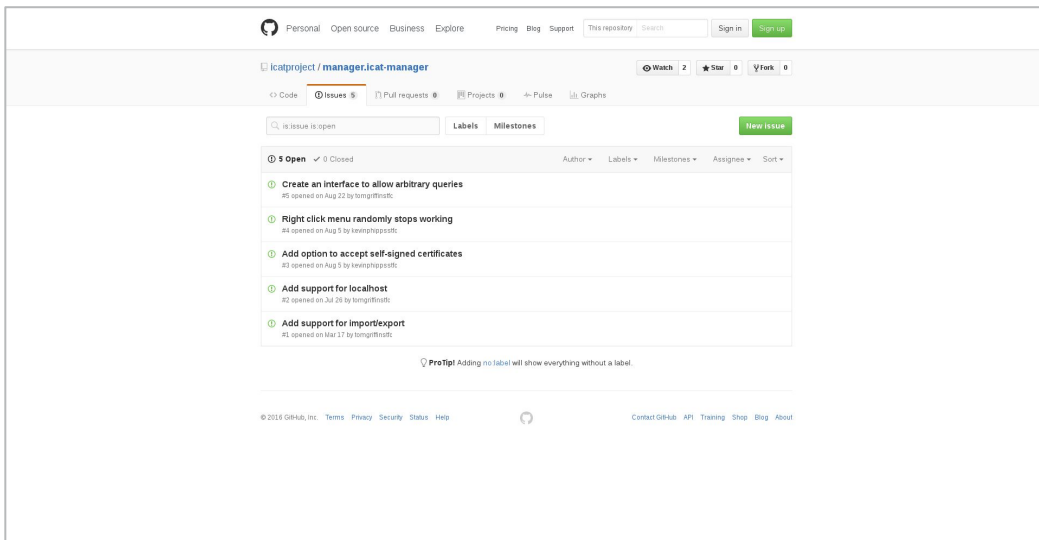 Personal Open source Business Explore Pricing Blog Support This repository Search Sign in Sign up
icatproject / manager.icat-manager Watch 2 Star 0 Fork 0
Code Issues 5 Pull requests 0 Projects 0 Pulse Graphs
is:issue is:open Labels Milestones New issue
5 Open 0 Closed Author Labels Milestones Assignee Sort
Create an interface to allow arbitrary queries
#5 opened on Aug 22 by tomgriffinstfc
Right click menu randomly stops working
#4 opened on Aug 5 by kevinphippsstfc
Add option to accept self-signed certificates
#3 opened on Aug 5 by kevinphippsstfc
Add support for localhost
#2 opened on Jul 26 by tomgriffinstfc
Add support for import/export
#1 opened on Mar 17 by tomgriffinstfc
ProTip! Adding no:label will show everything without a label.
© 2016 GitHub, Inc. Terms Privacy Security Status Help Contact GitHub API Training Shop Blog About